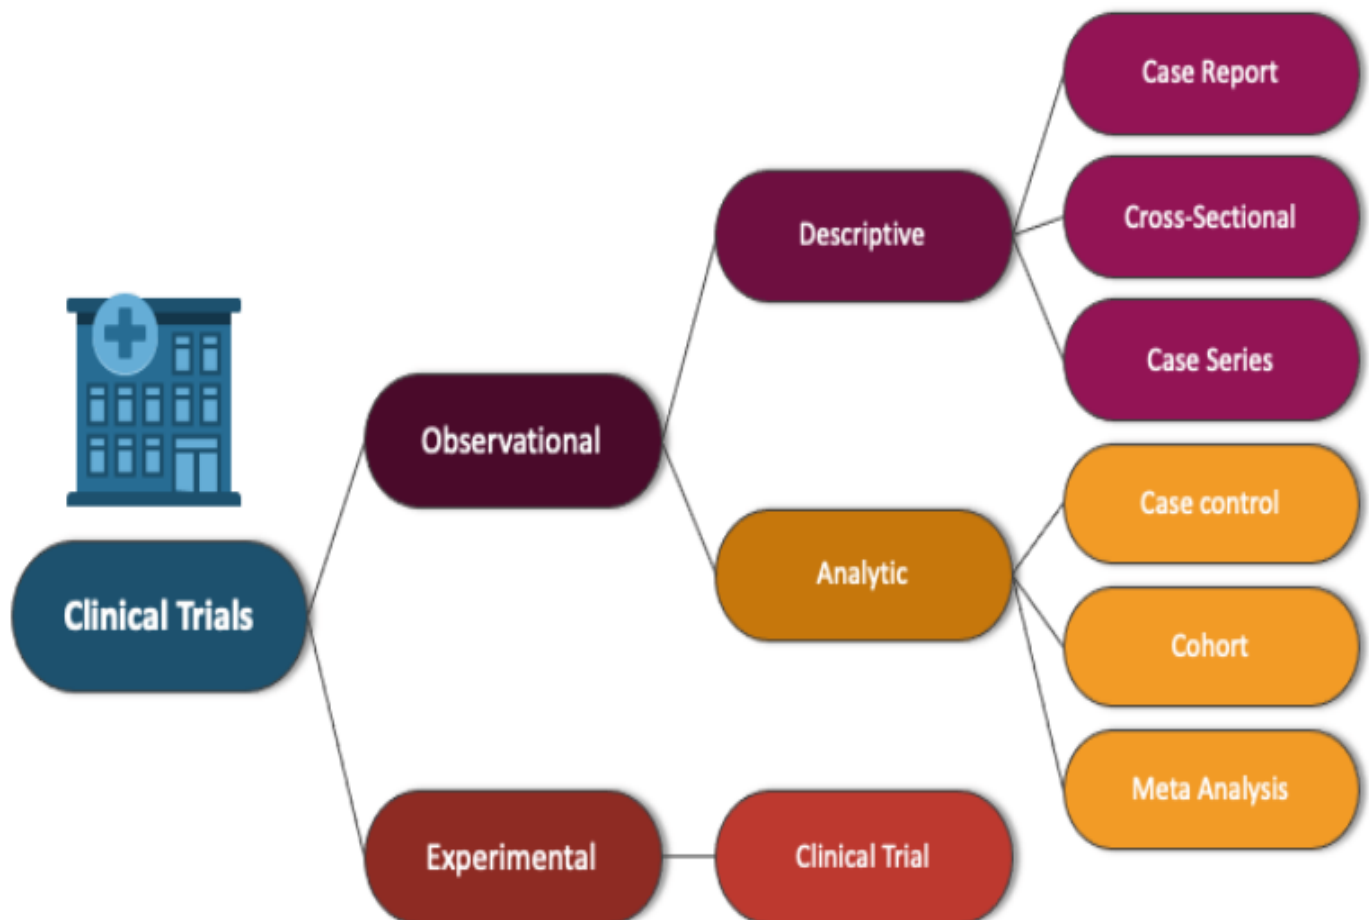 Case Report
Cross-Sectional
Descriptive
Case Series
Observational
Case control
Analytic
Clinical Trials
Cohort
Meta Analysis
Experimental
Clinical Trial